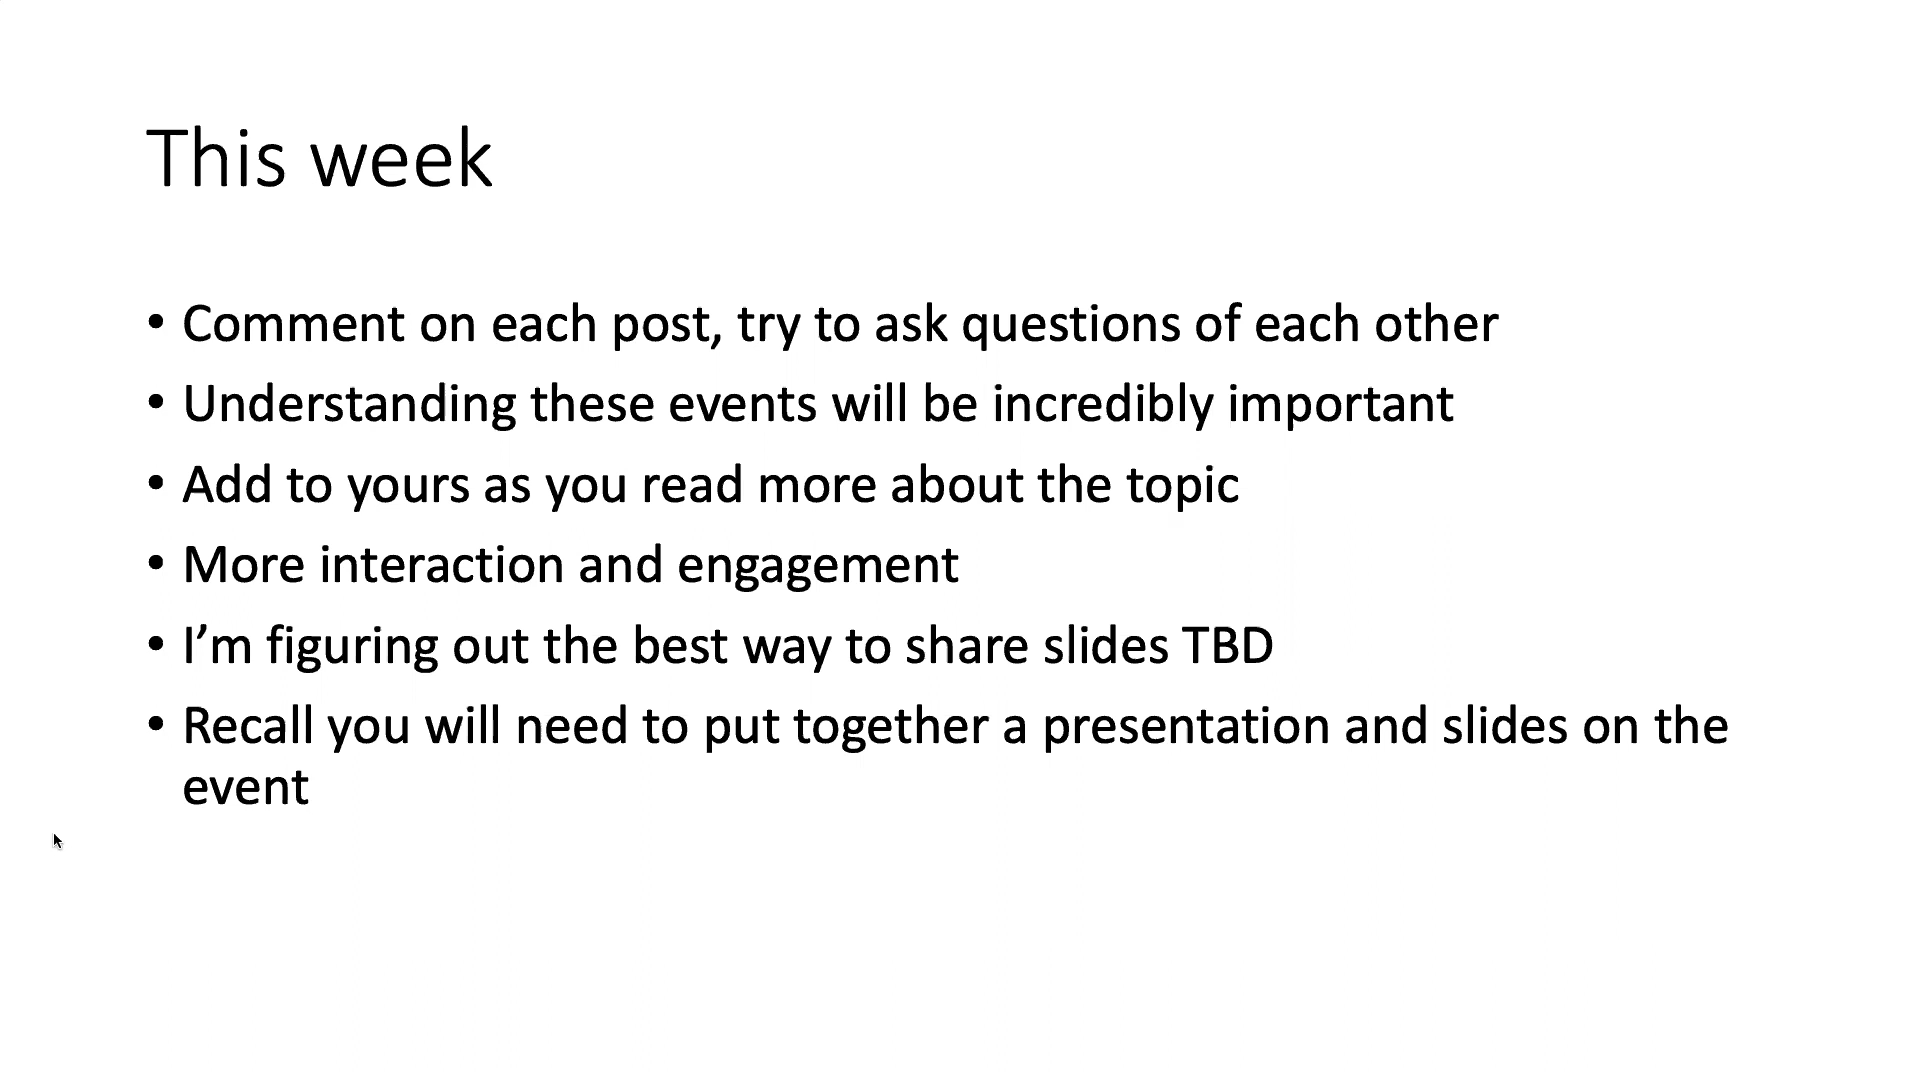 This week
• Comment on each post, try to ask questions of each other
• Understanding these events will be incredibly important
• Add to yours as you read more about the topic
• More interaction and engagement
• I’m figuring out the best way to share slides TBD
• Recall you will need to put together a presentation and slides on the
event